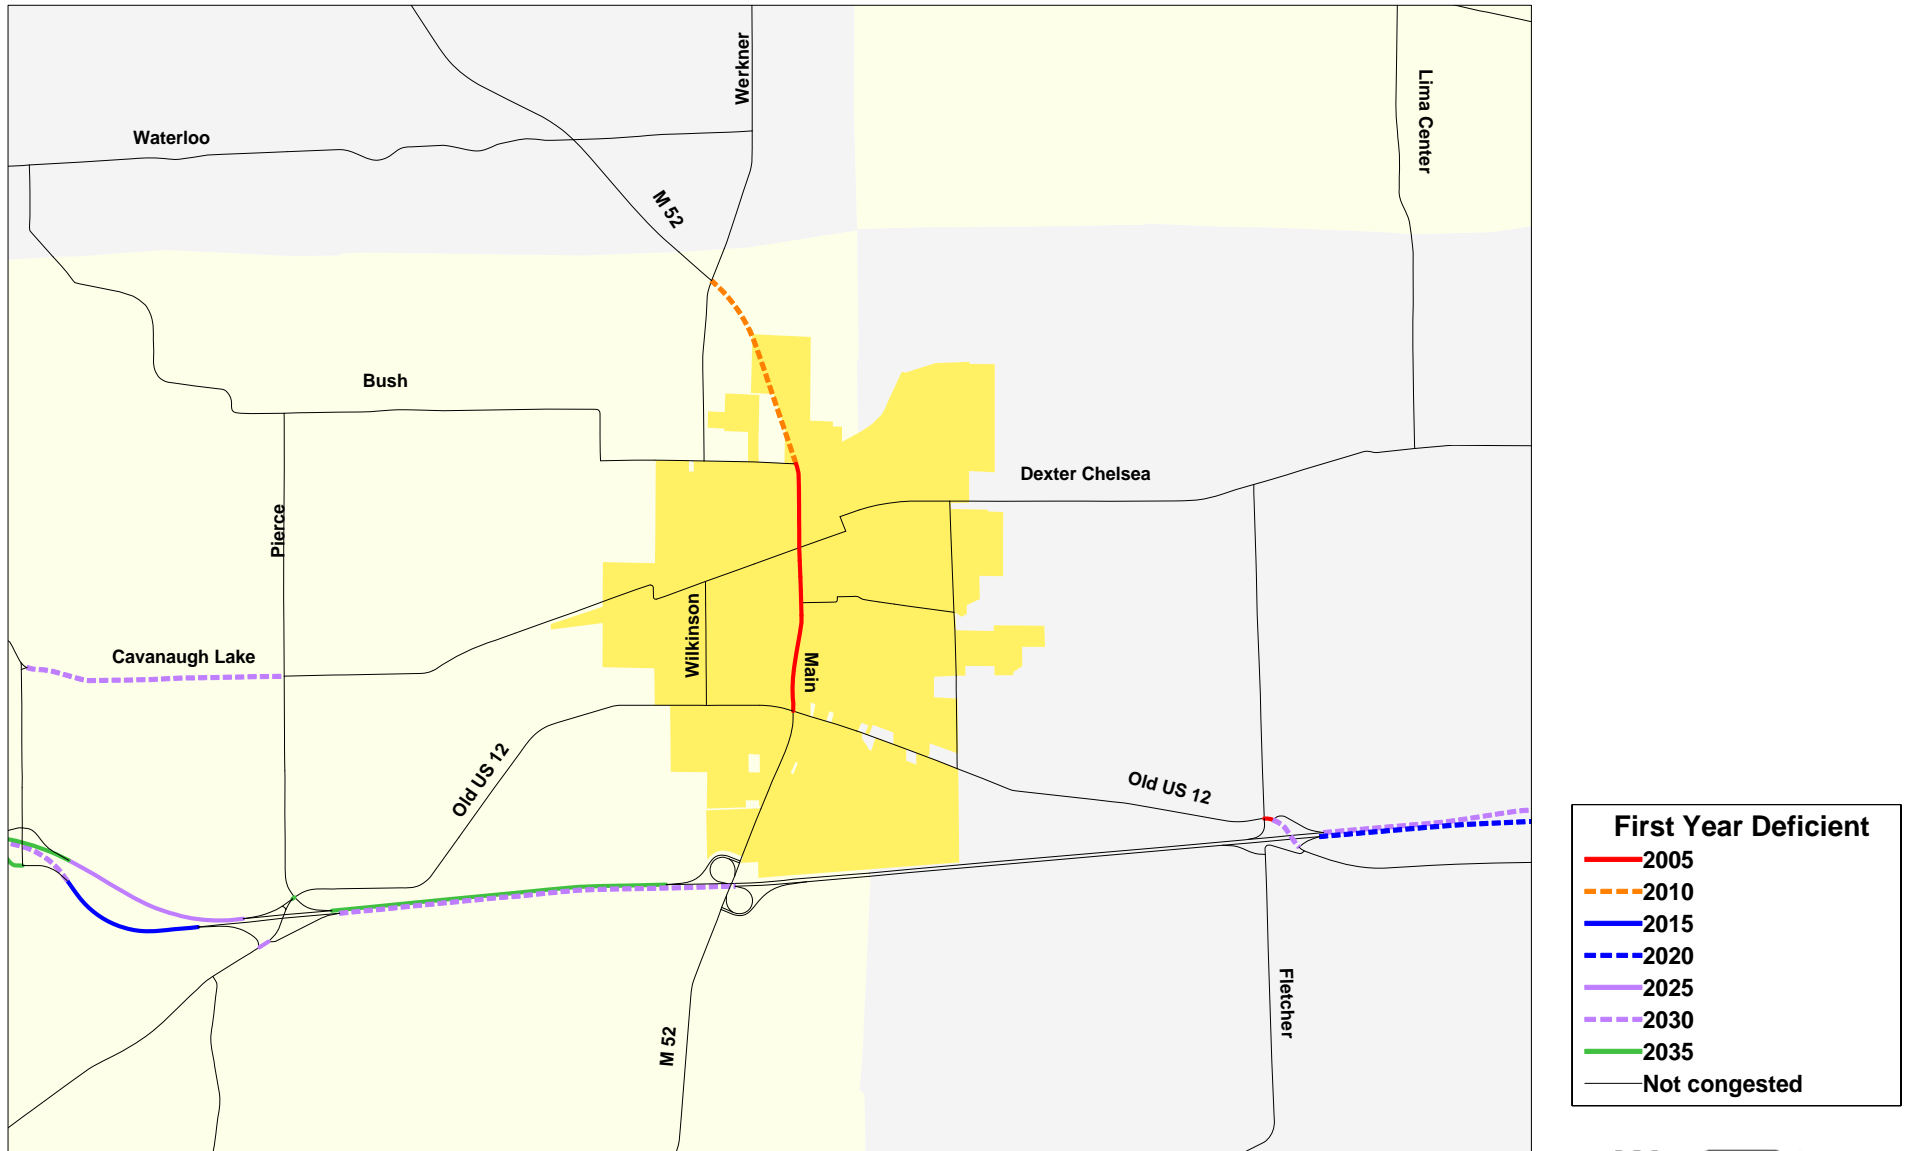 Werkner
Lima Center
Waterloo
M 52
Bush
Dexter Chelsea
Pierce
Wilkinson
Cavanaugh Lake
Main
Old US 12
Old US 12
Fletcher
M 52
First Year Deficient
2005
2010
2015
2020
2025
2030
2035
Not congested